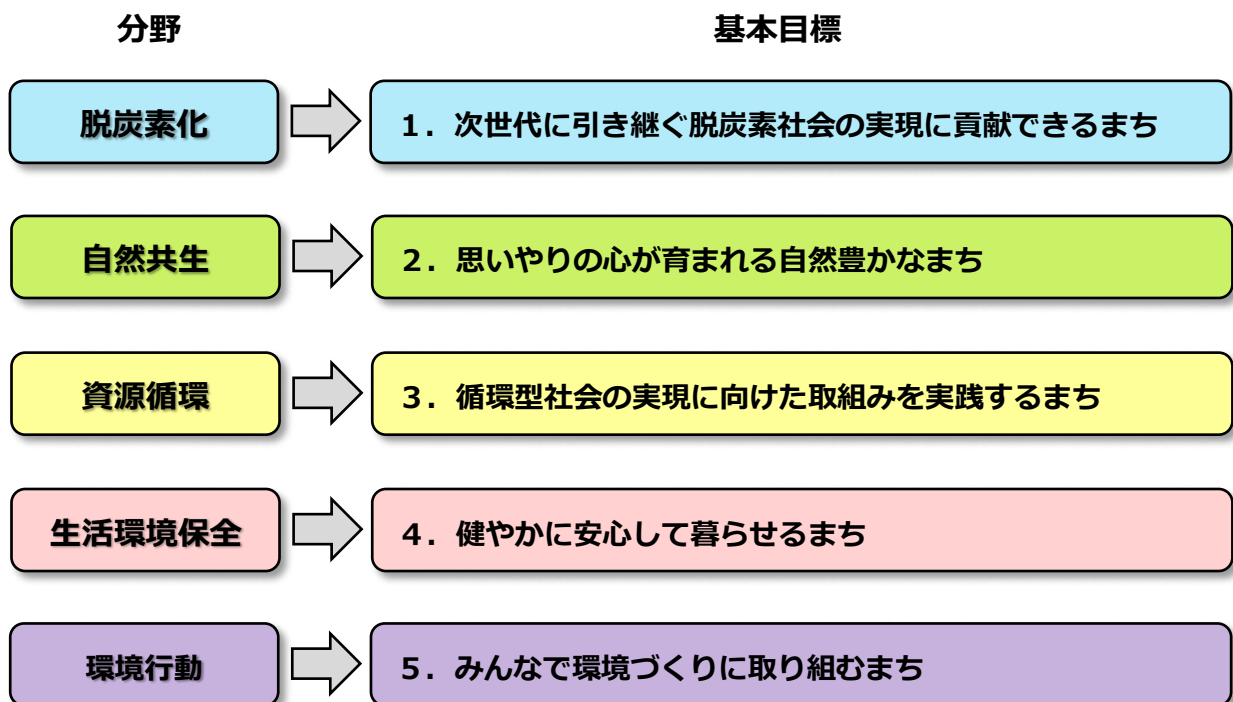 分野
基本目標
脱炭素化
１．次世代に引き継ぐ脱炭素社会の実現に貢献できるまち
自然共生
２．思いやりの心が育まれる自然豊かなまち
資源循環
３．循環型社会の実現に向けた取組みを実践するまち
生活環境保全
４．健やかに安心して暮らせるまち
環境行動
５．みんなで環境づくりに取り組むまち